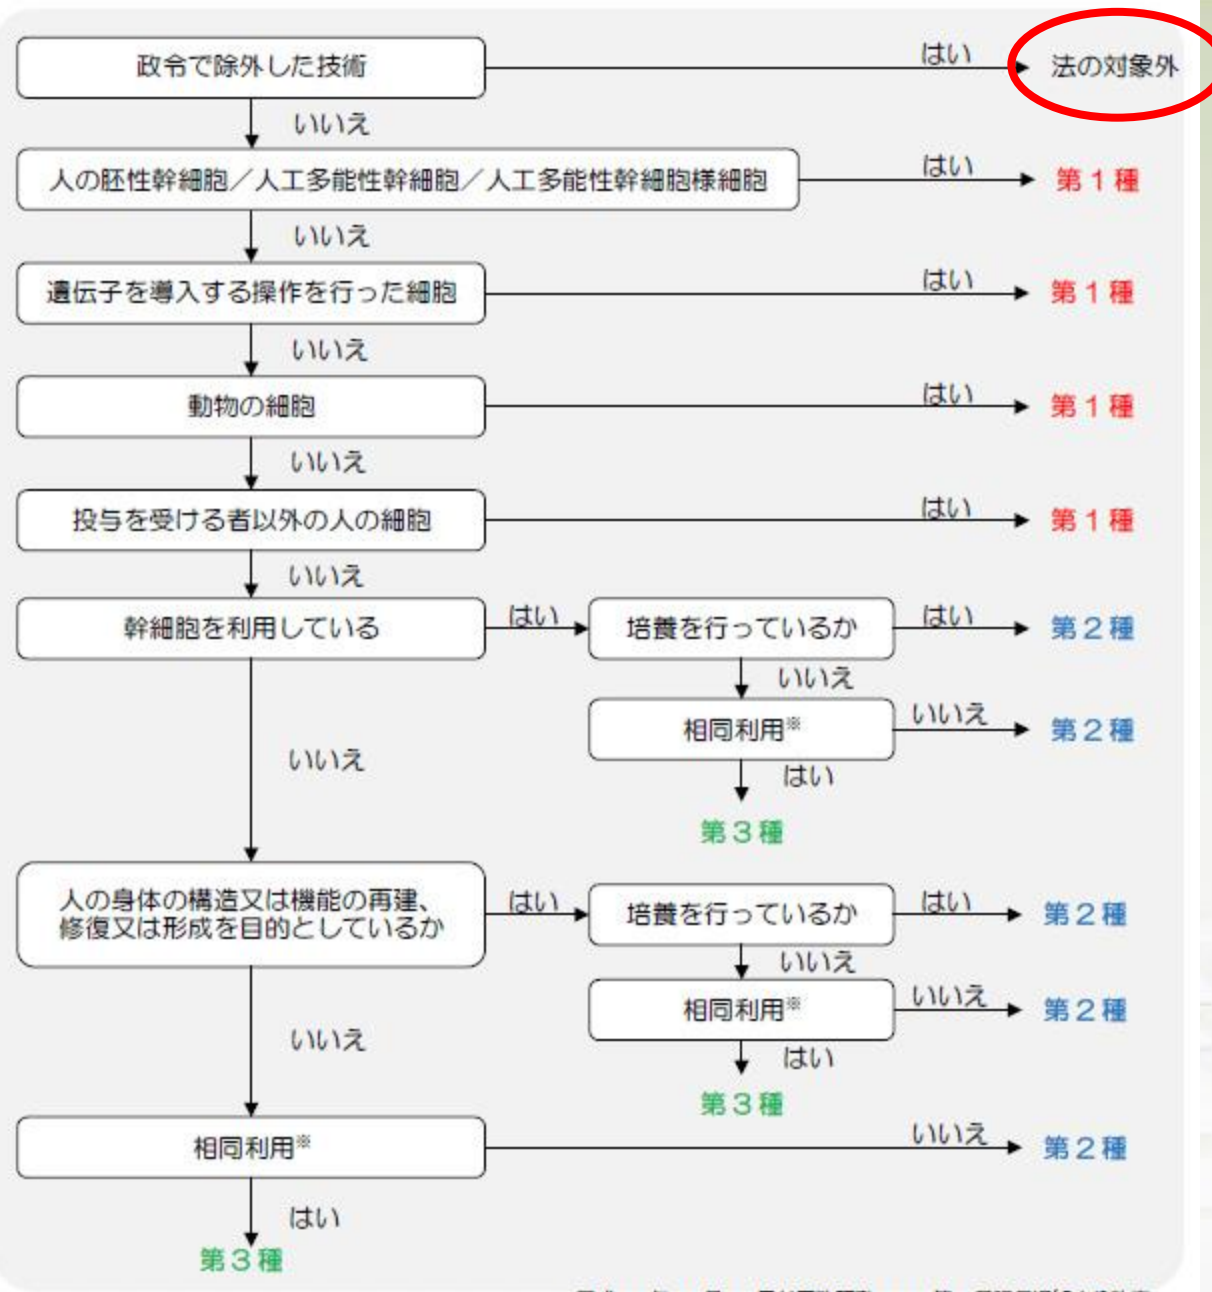 政令で除外した技術
はい
法の対象外
いいえ
人の胚性幹細胞／人工多能性幹細胞／人工多能性幹細胞様細胞
はい
第１種
いいえ
遺伝子を導入する操作を行った細胞
はい
第１種
いいえ
動物の細胞
はい
第１種
いいえ
投与を受ける者以外の人の細胞
はい
第１種
いいえ
幹細胞を利用している
はい
培養を行っているか
はい
第２種
いいえ
相同利用※
いいえ
第２種
はい
第３種
いいえ
人の身体の構造又は機能の再建、
修復又は形成を目的としているか
はい
培養を行っているか
はい
第２種
いいえ
相同利用※
いいえ
第２種
はい
第３種
いいえ
相同利用※
いいえ
第２種
はい
第３種